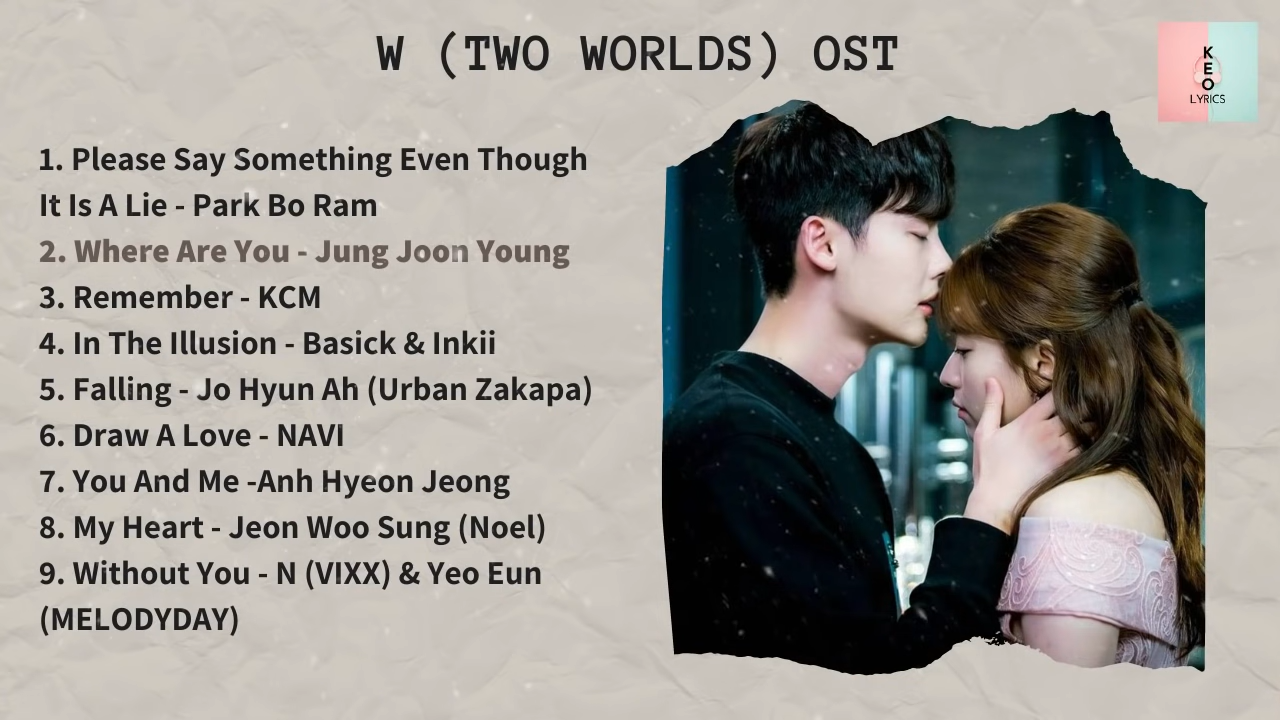 W (TWO WORLDS) OST
K
E
O
LYRICS
1. Please Say Something Even Though
It Is A Lie - Park Bo Ram
2. Where Are You - Jung Joon Young
3. Remember - KCM
4. In The Illusion - Basick & Inkii
5. Falling - Jo Hyun Ah (Urban Zakapa)
6. Draw A Love - NAVI
7. You And Me -Anh Hyeon Jeong
8. My Heart - Jeon Woo Sung (Noel)
9. Without You - N (VIXX) & Yeo Eun
(MELODYDAY)